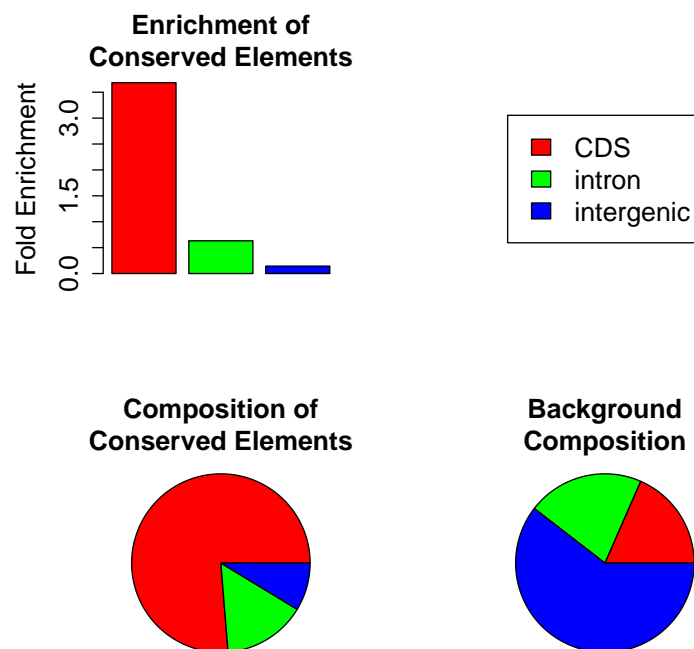 Enrichment of
Conserved Elements
Fold Enrichment
3.0
1.5
0.0
CDS
intron
intergenic
Composition of
Conserved Elements
Background
Composition